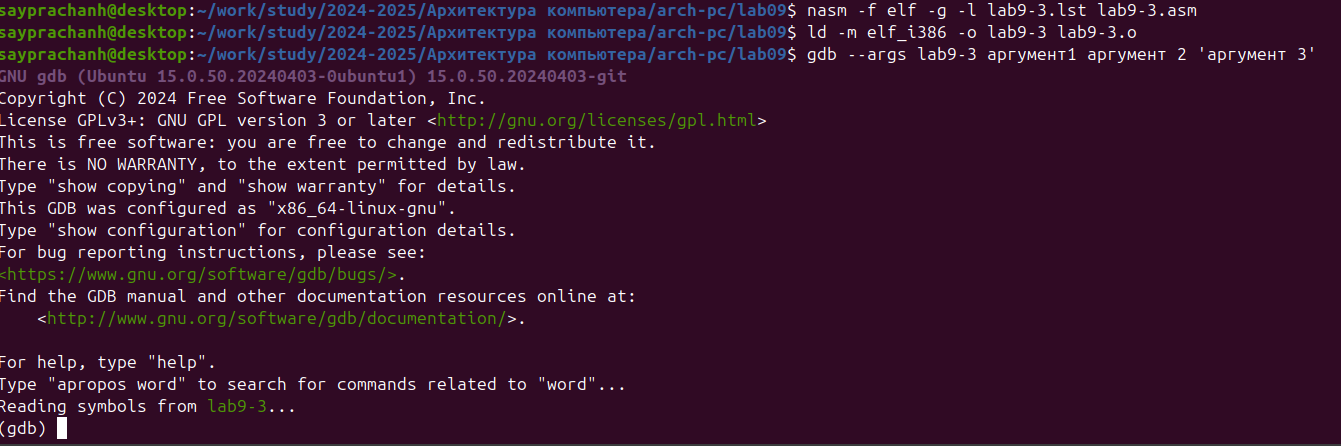 sayprachanh@desktop:~/work/study/2024-2025/Архитектура компьютера/arch-pc/lab09$ nasm -f elf -g -l lab9-3.lst lab9-3.asm
sayprachanh@desktop:~/work/study/2024-2025/Архитектура компьютера/arch-pc/lab09$ ld -m elf_i386 -o lab9-3 lab9-3.o
sayprachanh@desktop:~/work/study/2024-2025/Архитектура компьютера/arch-pc/lab09$ gdb --args lab9-3 аргумент1 аргумент 2 'аргумент 3'
GNU gdb (Ubuntu 15.0.50.20240403-0ubuntu1) 15.0.50.20240403-git
Copyright (C) 2024 Free Software Foundation, Inc.
License GPLv3+: GNU GPL version 3 or later <http://gnu.org/licenses/gpl.html>
This is free software: you are free to change and redistribute it.
There is NO WARRANTY, to the extent permitted by law.
Type "show copying" and "show warranty" for details.
This GDB was configured as "x86_64-linux-gnu".
Type "show configuration" for configuration details.
For bug reporting instructions, please see:
<https://www.gnu.org/software/gdb/bugs/>.
Find the GDB manual and other documentation resources online at:
    <http://www.gnu.org/software/gdb/documentation/>.

For help, type "help".
Type "apropos word" to search for commands related to "word"...
Reading symbols from lab9-3...
(gdb)